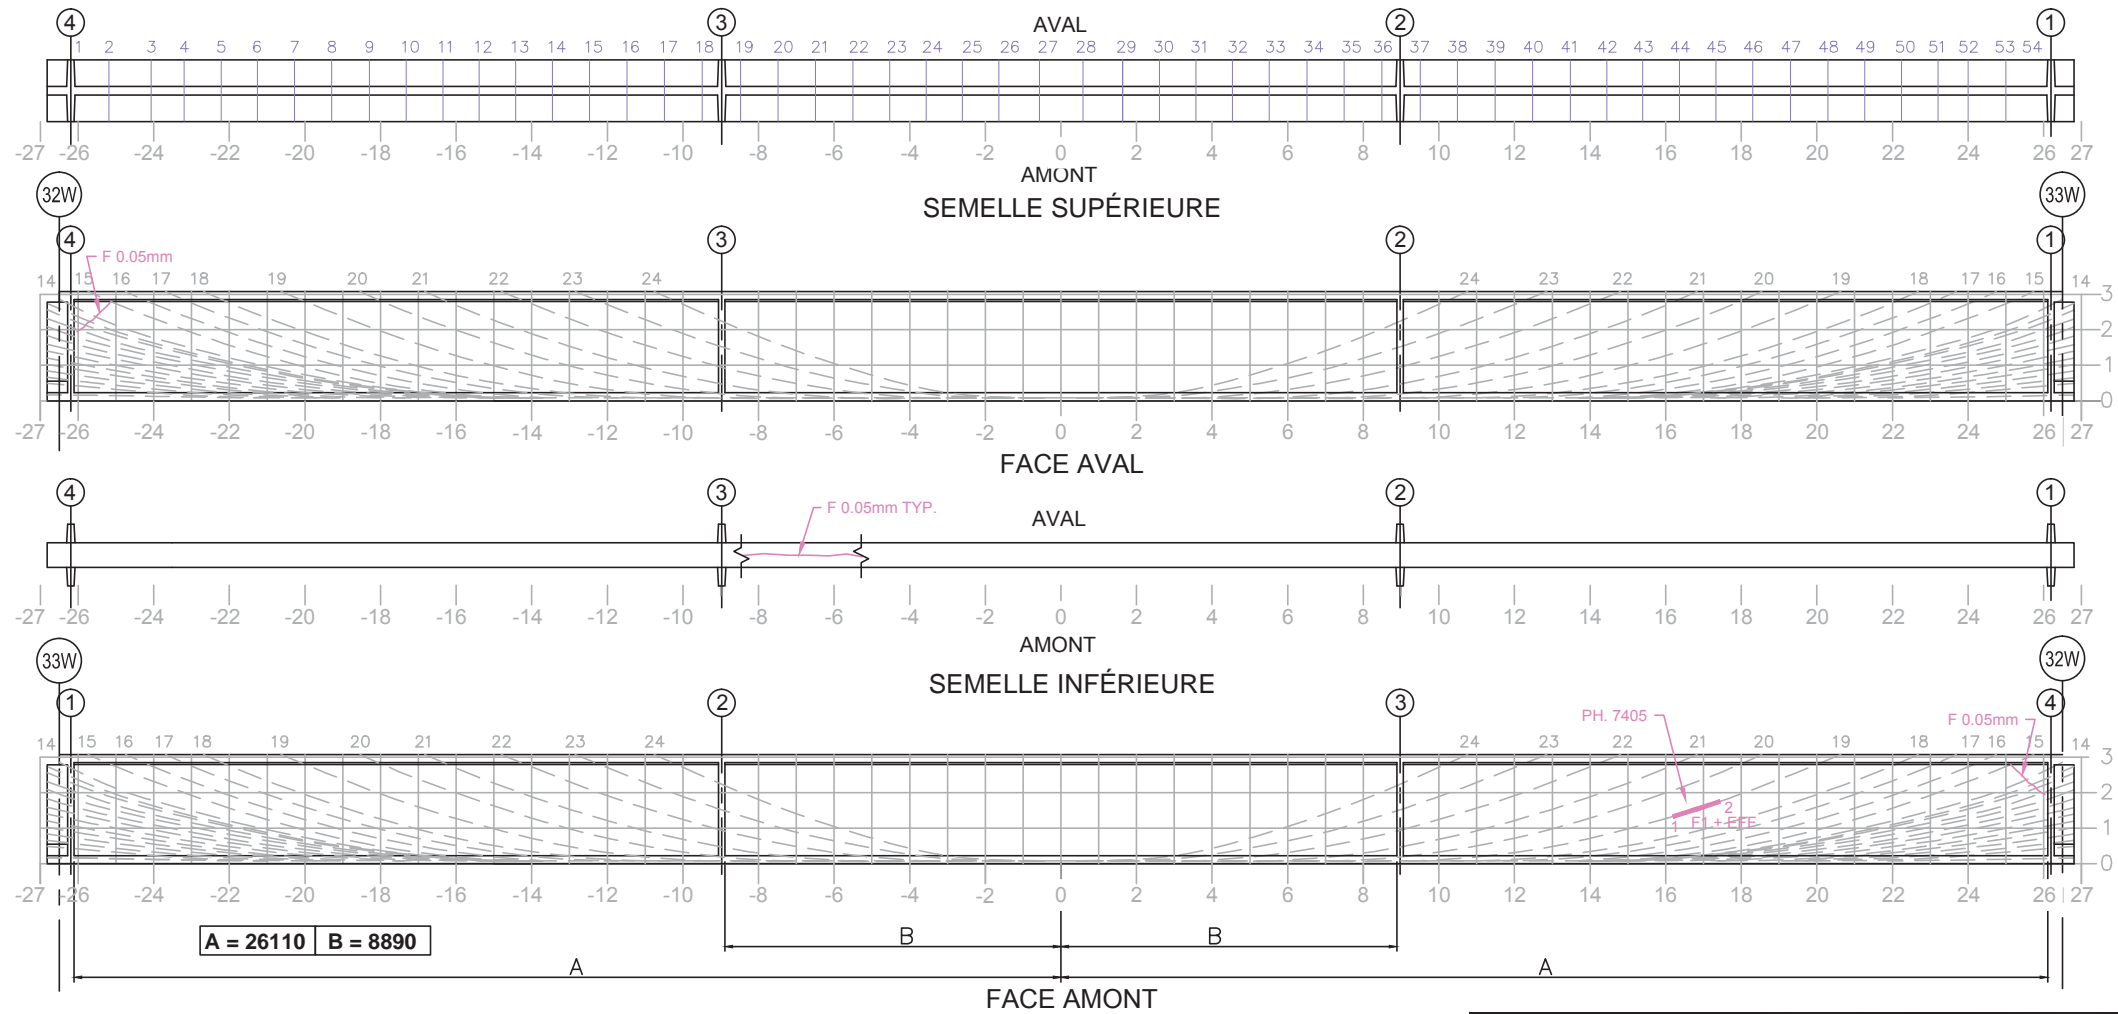 4 3 AVAL 2 1
1 2 3 4 5 6 7 8 9 10 11 12 13 14 15 16 17 18 19 20 21 22 23 24 25 26 27 28 29 30 31 32 33 34 35 36 37 38 39 40 41 42 43 44 45 46 47 48 49 50 51 52 53 54
-27 -26 -24 -22 -20 -18 -16 -14 -12 -10 -8 -6 -4 -2 0 2 4 6 8 10 12 14 16 18 20 22 24 26 27
AMONT
32W SEMELLE SUPÉRIEURE 33W
4 3 2 1
F 0.05mm
14 15 16 17 18 19 20 21 22 23 24 24 23 22 21 20 19 18 17 16 15 14
3
2
1
0
-27 -26 -24 -22 -20 -18 -16 -14 -12 -10 -8 -6 -4 -2 0 2 4 6 8 10 12 14 16 18 20 22 24 26 27
FACE AVAL
4 3 2 1
F 0.05mm TYP.
AVAL
-27 -26 -24 -22 -20 -18 -16 -14 -12 -10 -8 -6 -4 -2 0 2 4 6 8 10 12 14 16 18 20 22 24 26 27
AMONT
33W 32W
SEMELLE INFÉRIEURE
1 2 3 4
PH. 7405 F 0.05mm
14 15 16 17 18 19 20 21 22 23 24 24 23 22 21 20 19 18 17 16 15 14
3
2
1
0
2
1 F1 + EFE
-27 -26 -24 -22 -20 -18 -16 -14 -12 -10 -8 -6 -4 -2 0 2 4 6 8 10 12 14 16 18 20 22 24 26 27
A = 26110 B = 8890
B B
A A
FACE AMONT